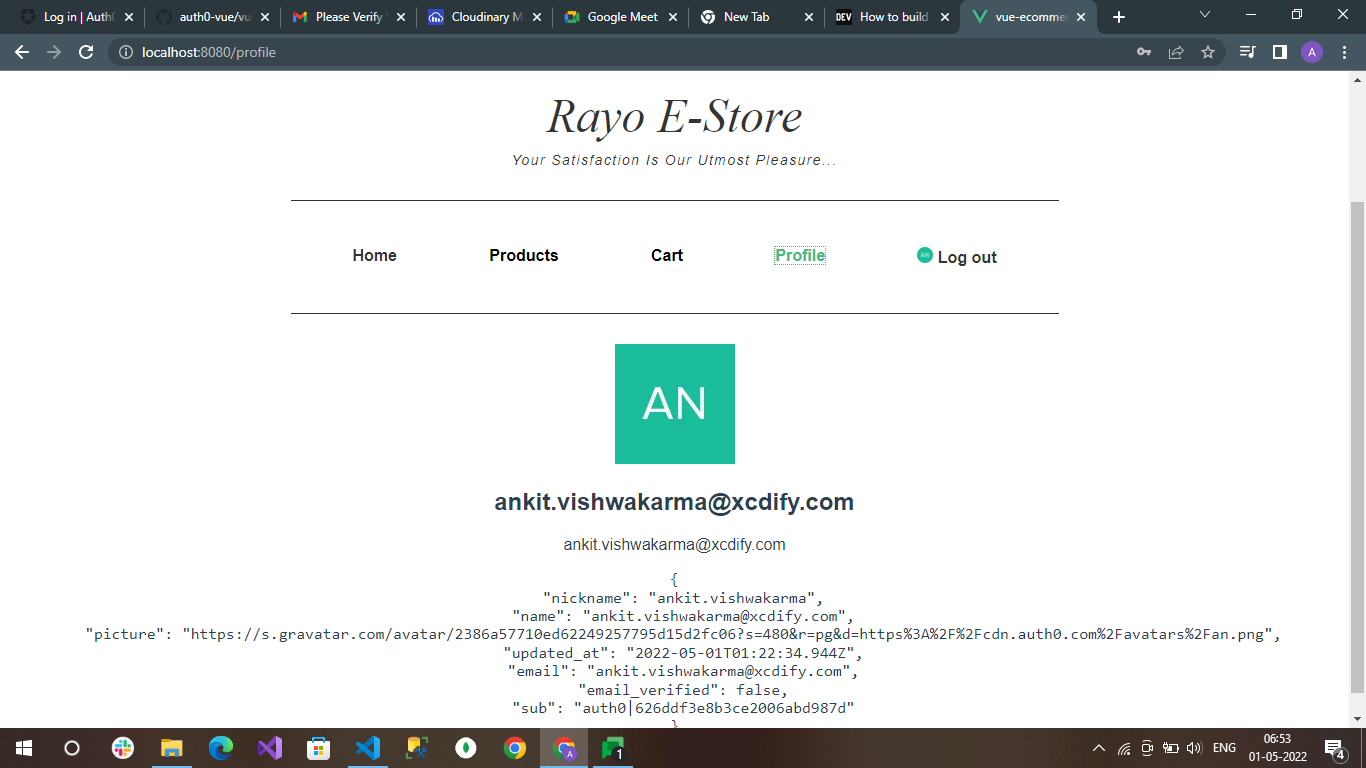 Log in | Auth
auth0-vue/vu
Please Verify
Cloudinary M
Google Meet
New Tab
DEV How to build
vue-ecommer
localhost:8080/profile
A
Rayo E-Store
Your Satisfaction Is Our Utmost Pleasure...
Home Products Cart Profile AN Log out
AN
ankit.vishwakarma@xcdify.com
ankit.vishwakarma@xcdify.com
{
"nickname": "ankit.vishwakarma",
"name": "ankit.vishwakarma@xcdify.com",
"picture": "https://s.gravatar.com/avatar/2386a57710ed62249257795d15d2fc06?s=480&r=pg&d=https%3A%2F%2Fcdn.auth0.com%2Favatars%2Fan.png",
"updated_at": "2022-05-01T01:22:34.944Z",
"email": "ankit.vishwakarma@xcdify.com",
"email_verified": false,
"sub": "auth0|626ddf3e8b3ce2006abd987d"
}
A
1
ENG
06:53
01-05-2022
4